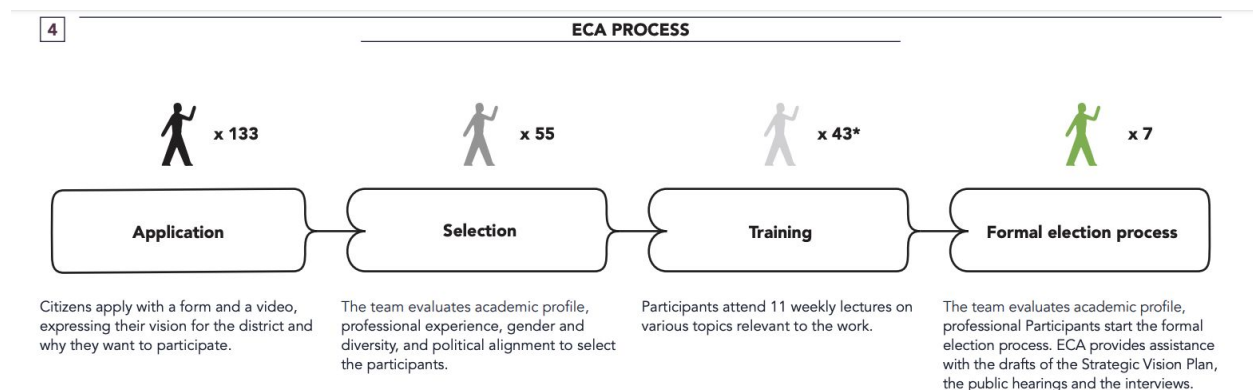 4
ECA PROCESS
x 133
x 55
x 43*
x 7
Application
Selection
Training
Formal election process
Citizens apply with a form and a video,
expressing their vision for the district and
why they want to participate.
The team evaluates academic profile,
professional experience, gender and
diversity, and political alignment to select
the participants.
Participants attend 11 weekly lectures on
various topics relevant to the work.
The team evaluates academic profile,
professional Participants start the formal
election process. ECA provides assistance
with the drafts of the Strategic Vision Plan,
the public hearings and the interviews.